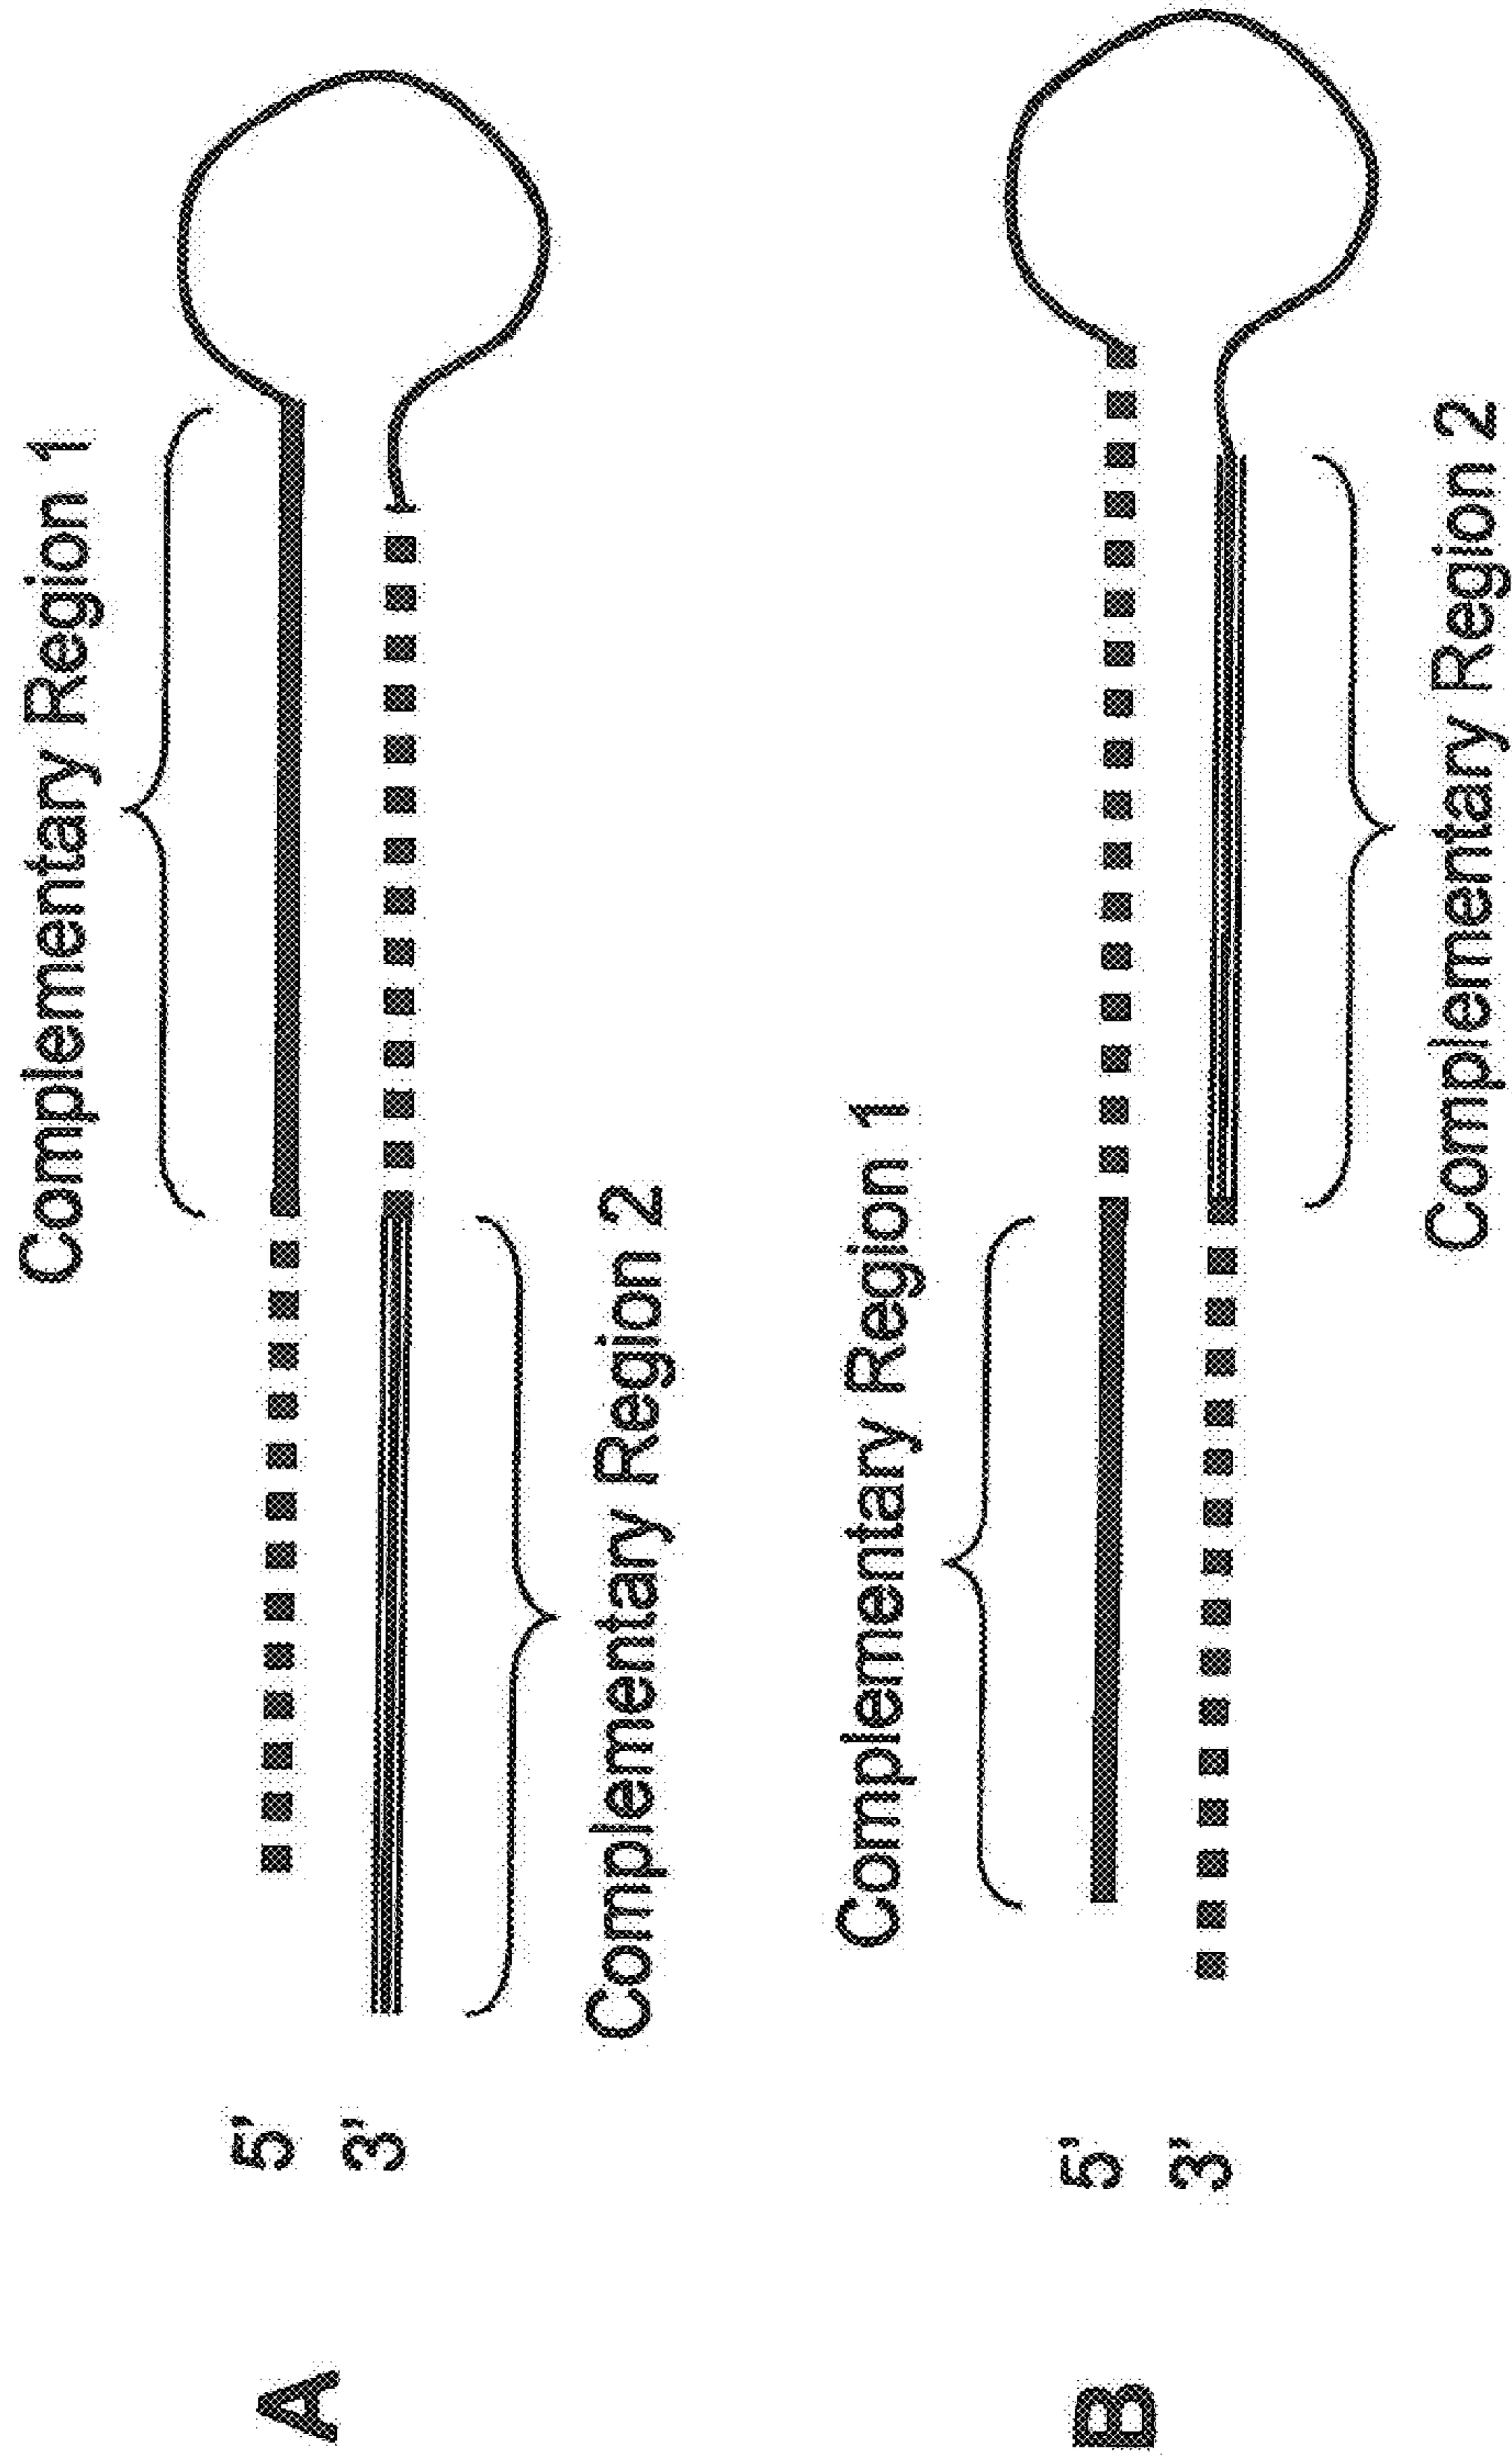 Complementary Region 1
A
5'
3'
Complementary Region 2
Complementary Region 1
B
5'
3'
Complementary Region 2